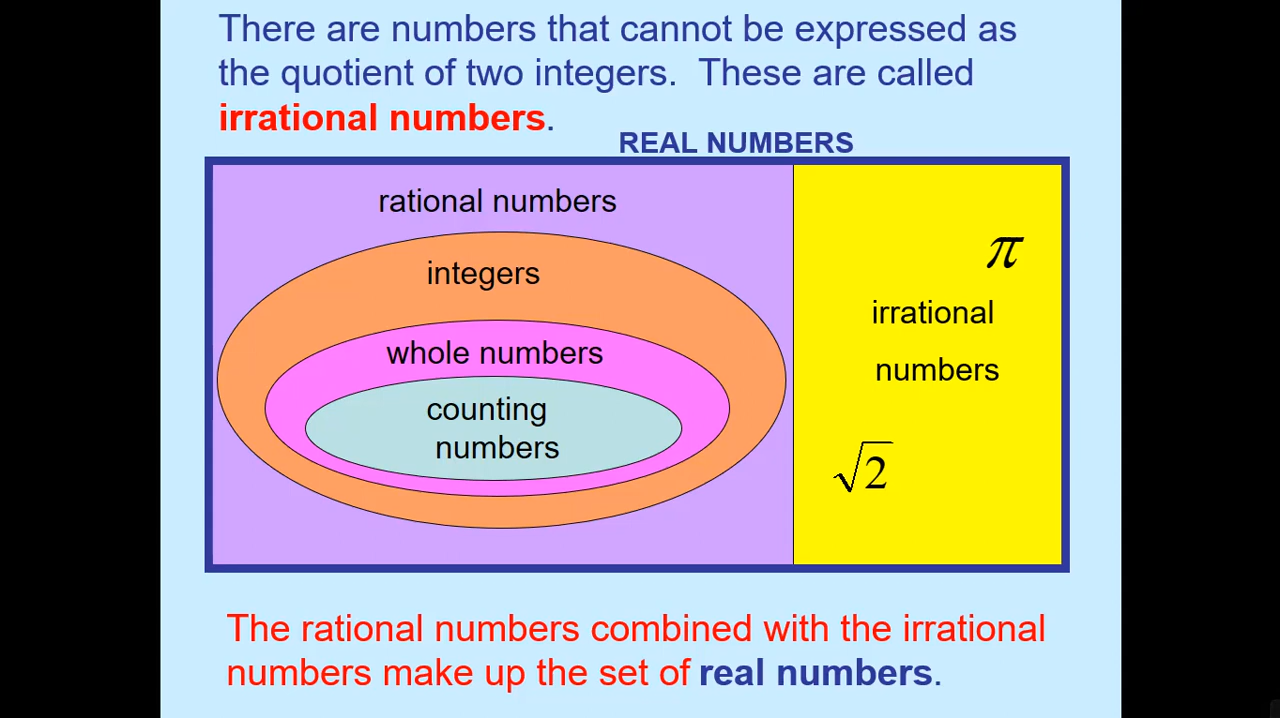 There are numbers that cannot be expressed as
the quotient of two integers.  These are called
irrational numbers.
REAL NUMBERS
rational numbers
integers
whole numbers
counting
numbers
π
irrational
numbers
√2
The rational numbers combined with the irrational
numbers make up the set of real numbers.